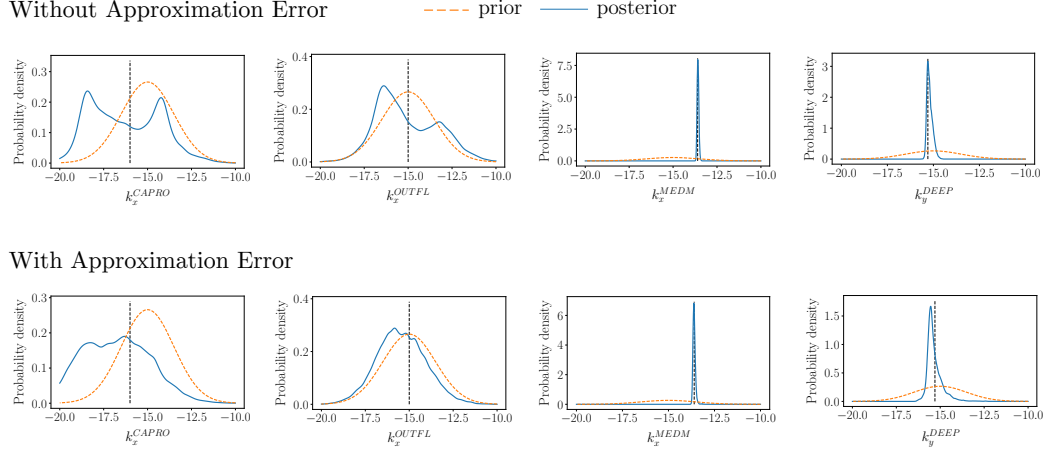 Without Approximation Error
prior posterior
Probability density
0.3
0.2
0.1
0.0
−20.0 −17.5 −15.0 −12.5 −10.0
k_x^{CAPRO}
Probability density
0.4
0.2
0.0
−20.0 −17.5 −15.0 −12.5 −10.0
k_x^{OUTFL}
Probability density
7.5
5.0
2.5
0.0
−20.0 −17.5 −15.0 −12.5 −10.0
k_x^{MEDM}
Probability density
3
2
1
0
−20.0 −17.5 −15.0 −12.5 −10.0
k_y^{DEEP}
With Approximation Error
Probability density
0.3
0.2
0.1
0.0
−20.0 −17.5 −15.0 −12.5 −10.0
k_x^{CAPRO}
Probability density
0.4
0.2
0.0
−20.0 −17.5 −15.0 −12.5 −10.0
k_x^{OUTFL}
Probability density
6
4
2
0
−20.0 −17.5 −15.0 −12.5 −10.0
k_x^{MEDM}
Probability density
1.5
1.0
0.5
0.0
−20.0 −17.5 −15.0 −12.5 −10.0
k_y^{DEEP}